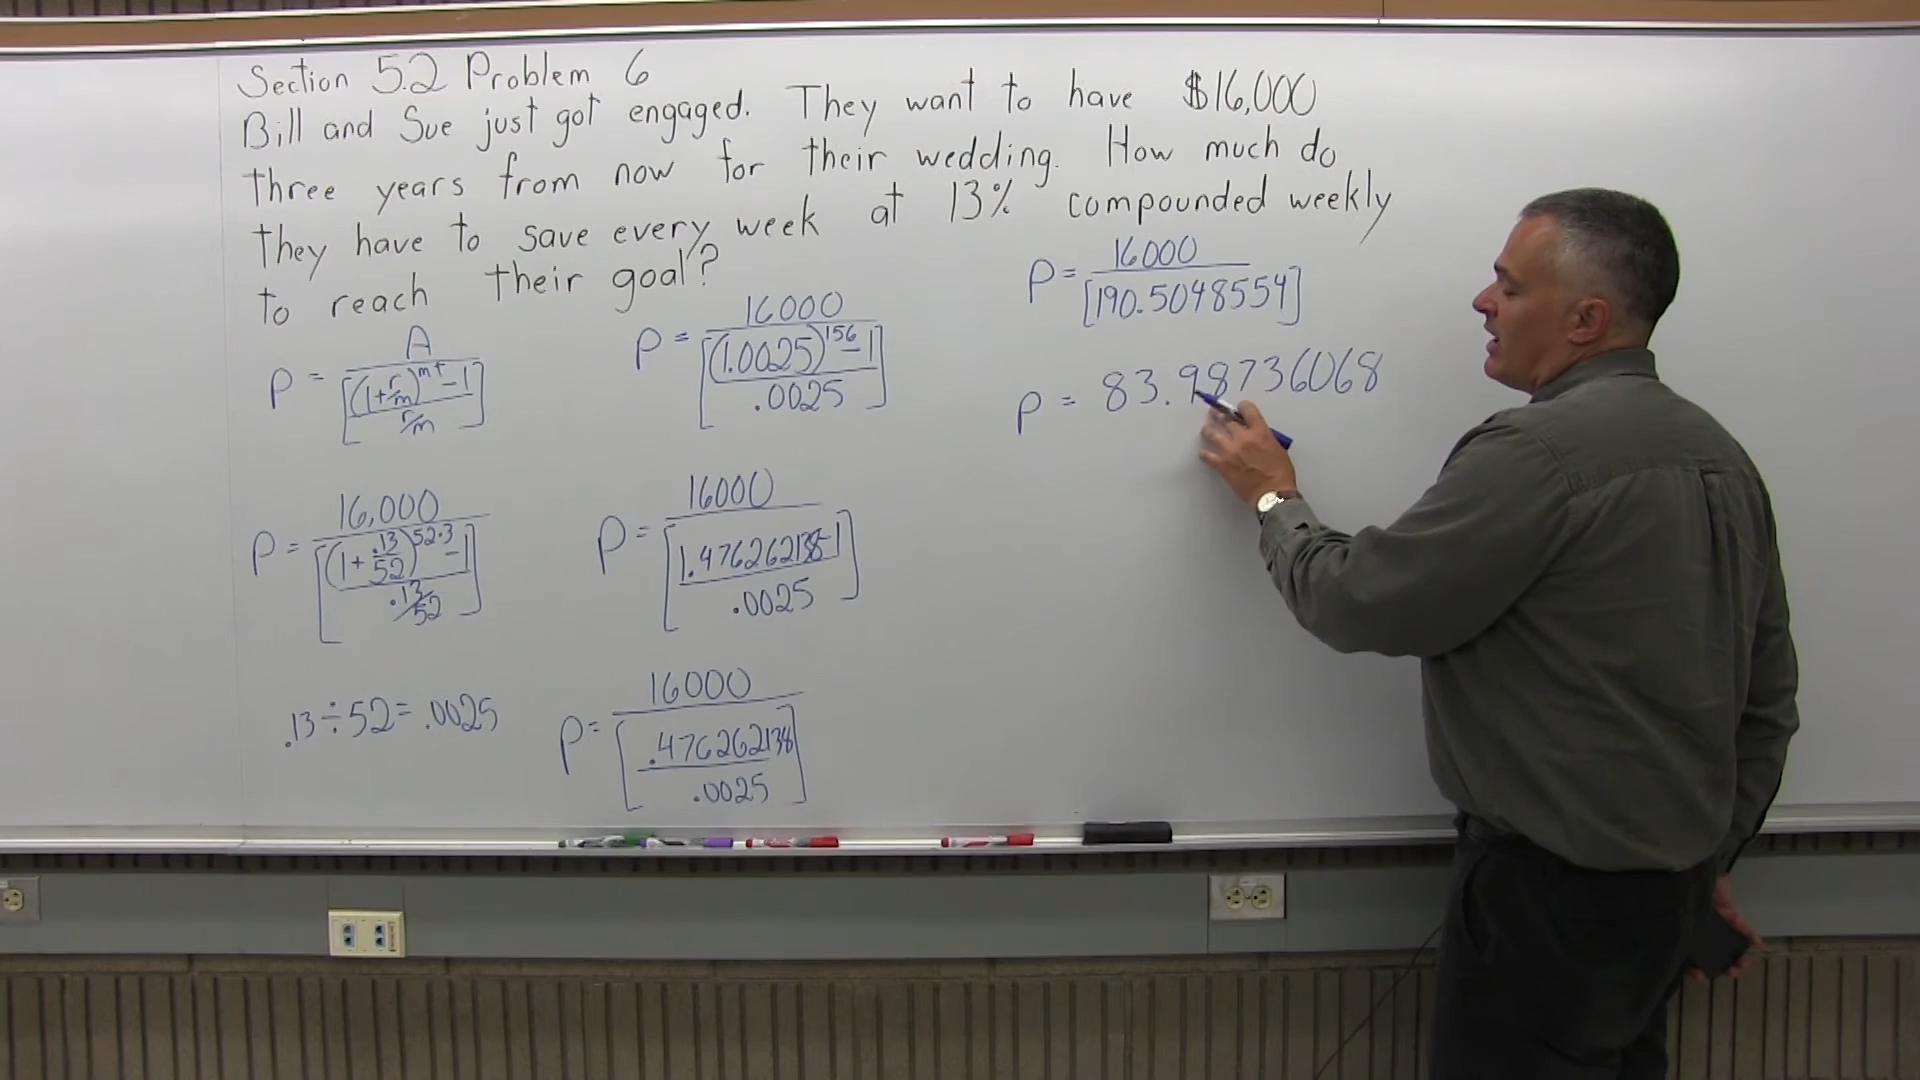 Section 5.2 Problem 6
Bill and Sue just got engaged. They want to have $16,000
three years from now for their wedding. How much do
they have to save every week at 13% compounded weekly
to reach their goal?
P = A / [((1+r/m)^mt - 1) / (r/m)]
P = 16,000 / [((1+.13/52)^52·3 - 1) / (.13/52)]
.13÷52=.0025
P = 16000 / [((1.0025)^156 - 1) / .0025]
P = 16000 / [(1.476262138-1) / .0025]
P = 16000 / [.476262138 / .0025]
P = 16000 / [190.5048554]
P = 83.98736068